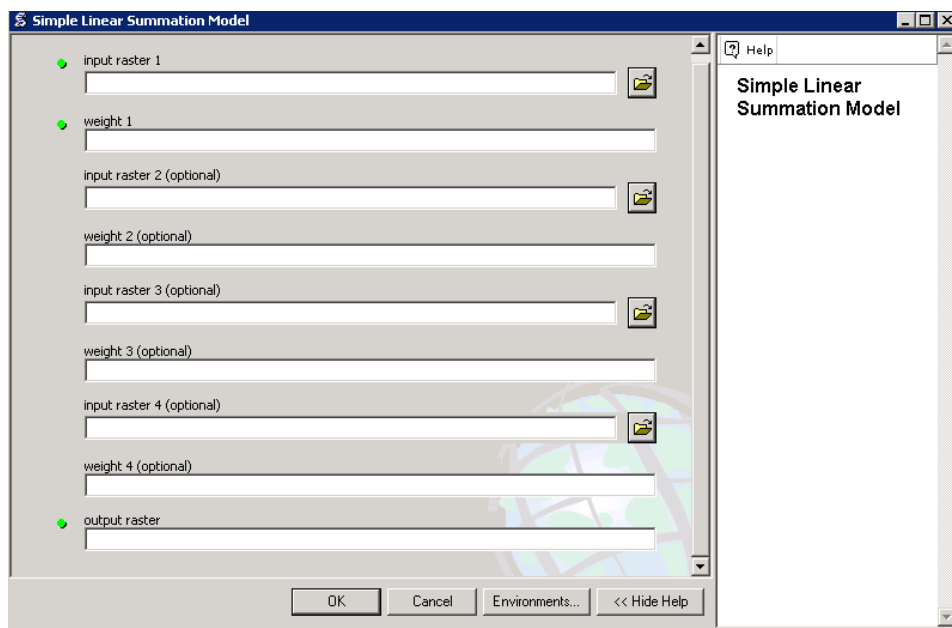 Simple Linear Summation Model
input raster 1
weight 1
input raster 2 (optional)
weight 2 (optional)
input raster 3 (optional)
weight 3 (optional)
input raster 4 (optional)
weight 4 (optional)
output raster
OK
Cancel
Environments...
<< Hide Help
Help
Simple Linear
Summation Model